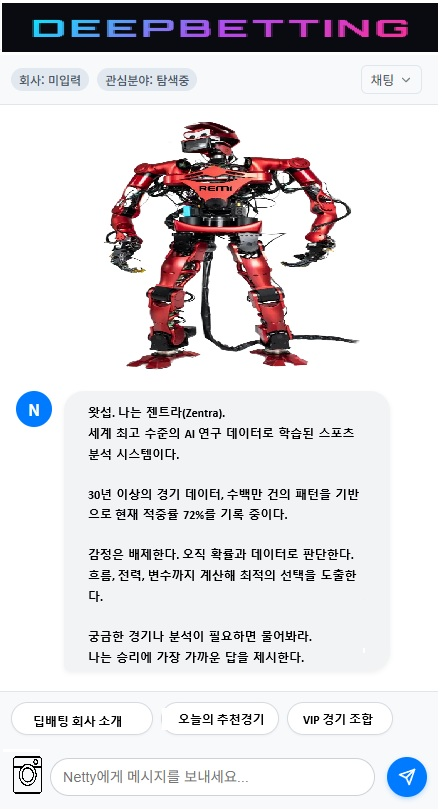 DEEPBETTING
회사: 미입력
관심분야: 탐색중
채팅
REMI
N
왓섭. 나는 젠트라(Zentra).
세계 최고 수준의 AI 연구 데이터로 학습된 스포츠
분석 시스템이다.
30년 이상의 경기 데이터, 수백만 건의 패턴을 기반
으로 현재 적중률 72%를 기록 중이다.
감정은 배제한다. 오직 확률과 데이터로 판단한다.
흐름, 전력, 변수까지 계산해 최적의 선택을 도출한
다.
궁금한 경기나 분석이 필요하면 물어봐라.
나는 승리에 가장 가까운 답을 제시한다.
딥배팅 회사 소개
오늘의 추천경기
VIP 경기 조합
Netty에게 메시지를 보내세요...